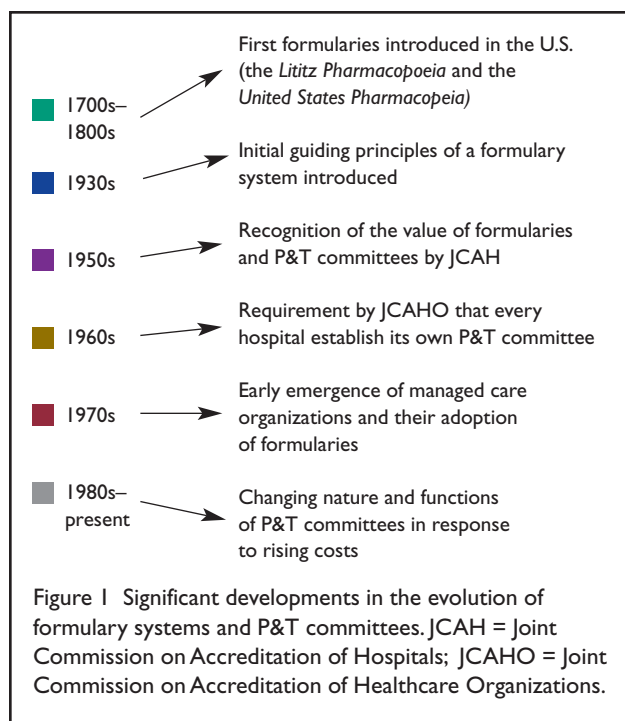 First formularies introduced in the U.S.
(the Lititz Pharmacopoeia and the
United States Pharmacopeia)
1700s–
1800s
Initial guiding principles of a formulary
system introduced
1930s
Recognition of the value of formularies
and P&T committees by JCAH
1950s
Requirement by JCAHO that every
hospital establish its own P&T committee
1960s
Early emergence of managed care
organizations and their adoption
of formularies
1970s
1980s–
present
Changing nature and functions
of P&T committees in response
to rising costs
Figure 1 Significant developments in the evolution of
formulary systems and P&T committees. JCAH = Joint
Commission on Accreditation of Hospitals; JCAHO = Joint
Commission on Accreditation of Healthcare Organizations.